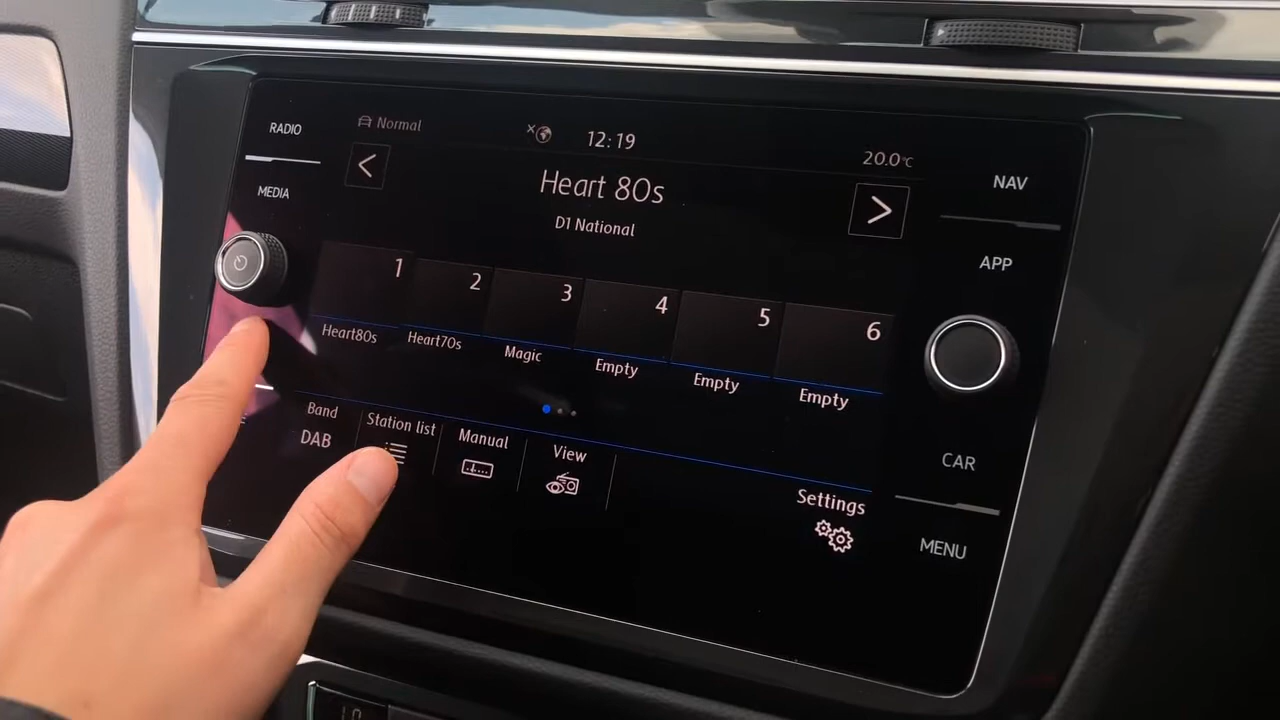 RADIO
MEDIA
Normal
12:19
20.0°C
Heart 80s
D1 National
1
2
3
4
5
6
Heart80s
Heart70s
Magic
Empty
Empty
Empty
Band
DAB
Station list
Manual
View
Settings
NAV
APP
CAR
MENU